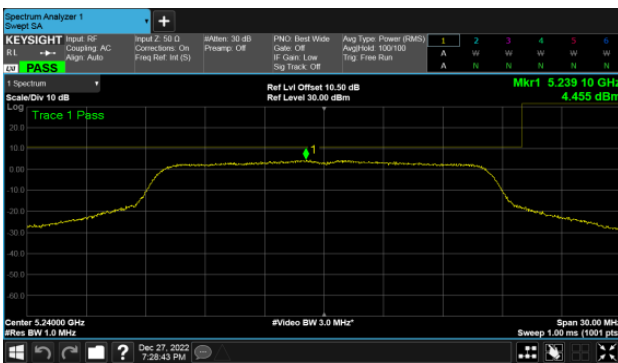 Spectrum Analyzer 1
Swept SA
KEYSIGHT
RL
PASS
Input: RF
Coupling: AC
Align: Auto
Input Z: 50 Ω
Corrections: On
Freq Ref: Int (S)
#Atten: 30 dB
Preamp: Off
PNO: Best Wide
Gate: Off
IF Gain: Low
Sig Track: Off
Avg Type: Power (RMS)
Avg|Hold: 100/100
Trig: Free Run
1 2 3 4 5 6
A W W W W W
A N N N N N
1 Spectrum
Scale/Div 10 dB
Ref Lvl Offset 10.50 dB
Ref Level 30.00 dBm
Mkr1 5.239 10 GHz
4.455 dBm
Log
Trace 1 Pass
20.0
10.0
1
0.00
-10.0
-20.0
-30.0
-40.0
-50.0
-60.0
Center 5.24000 GHz
#Res BW 1.0 MHz
#Video BW 3.0 MHz*
Span 30.00 MHz
Sweep 1.00 ms (1001 pts)
?
Dec 27, 2022
7:28:43 PM